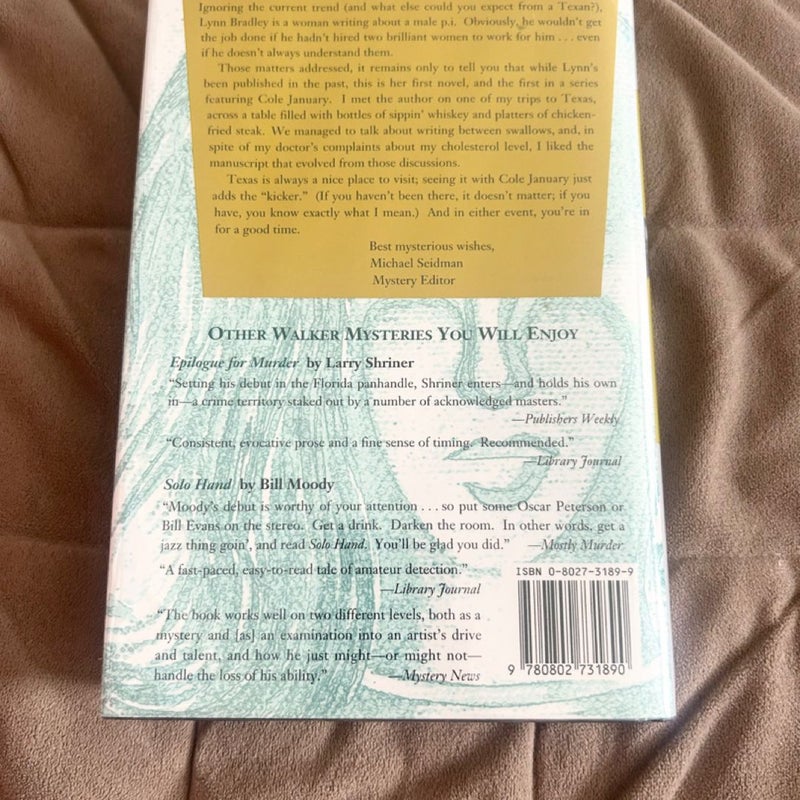 Ignoring the current trend (and what else could you expect from a Texan?),
Lynn Bradley is a woman writing about a male p.i. Obviously, he wouldn't get
the job done if he hadn't hired two brilliant women to work for him . . . even
if he doesn't always understand them.
Those matters addressed, it remains only to tell you that while Lynn's
been published in the past, this is her first novel, and the first in a series
featuring Cole January. I met the author on one of my trips to Texas,
across a table filled with bottles of sippin' whiskey and platters of chicken-
fried steak. We managed to talk about writing between swallows, and, in
spite of my doctor's complaints about my cholesterol level, I liked the
manuscript that evolved from those discussions.
Texas is always a nice place to visit; seeing it with Cole January just
adds the "kicker." (If you haven't been there, it doesn't matter; if you
have, you know exactly what I mean.) And in either event, you're in
for a good time.
Best mysterious wishes,
Michael Seidman
Mystery Editor
OTHER WALKER MYSTERIES YOU WILL ENJOY
Epilogue for Murder by Larry Shriner
"Setting his debut in the Florida panhandle, Shriner enters—and holds his own
in—a crime territory staked out by a number of acknowledged masters."
—Publishers Weekly
"Consistent, evocative prose and a fine sense of timing. Recommended."
—Library Journal
Solo Hand by Bill Moody
"Moody's debut is worthy of your attention . . . so put some Oscar Peterson or
Bill Evans on the stereo. Get a drink. Darken the room. In other words, get a
jazz thing goin', and read Solo Hand. You'll be glad you did." —Mostly Murder
"A fast-paced, easy-to-read tale of amateur detection."
—Library Journal
"The book works well on two different levels, both as a
mystery and [as] an examination into an artist's drive
and talent, and how he just might—or might not—
handle the loss of his ability." —Mystery News
ISBN 0-8027-3189-9
9 780802 731890